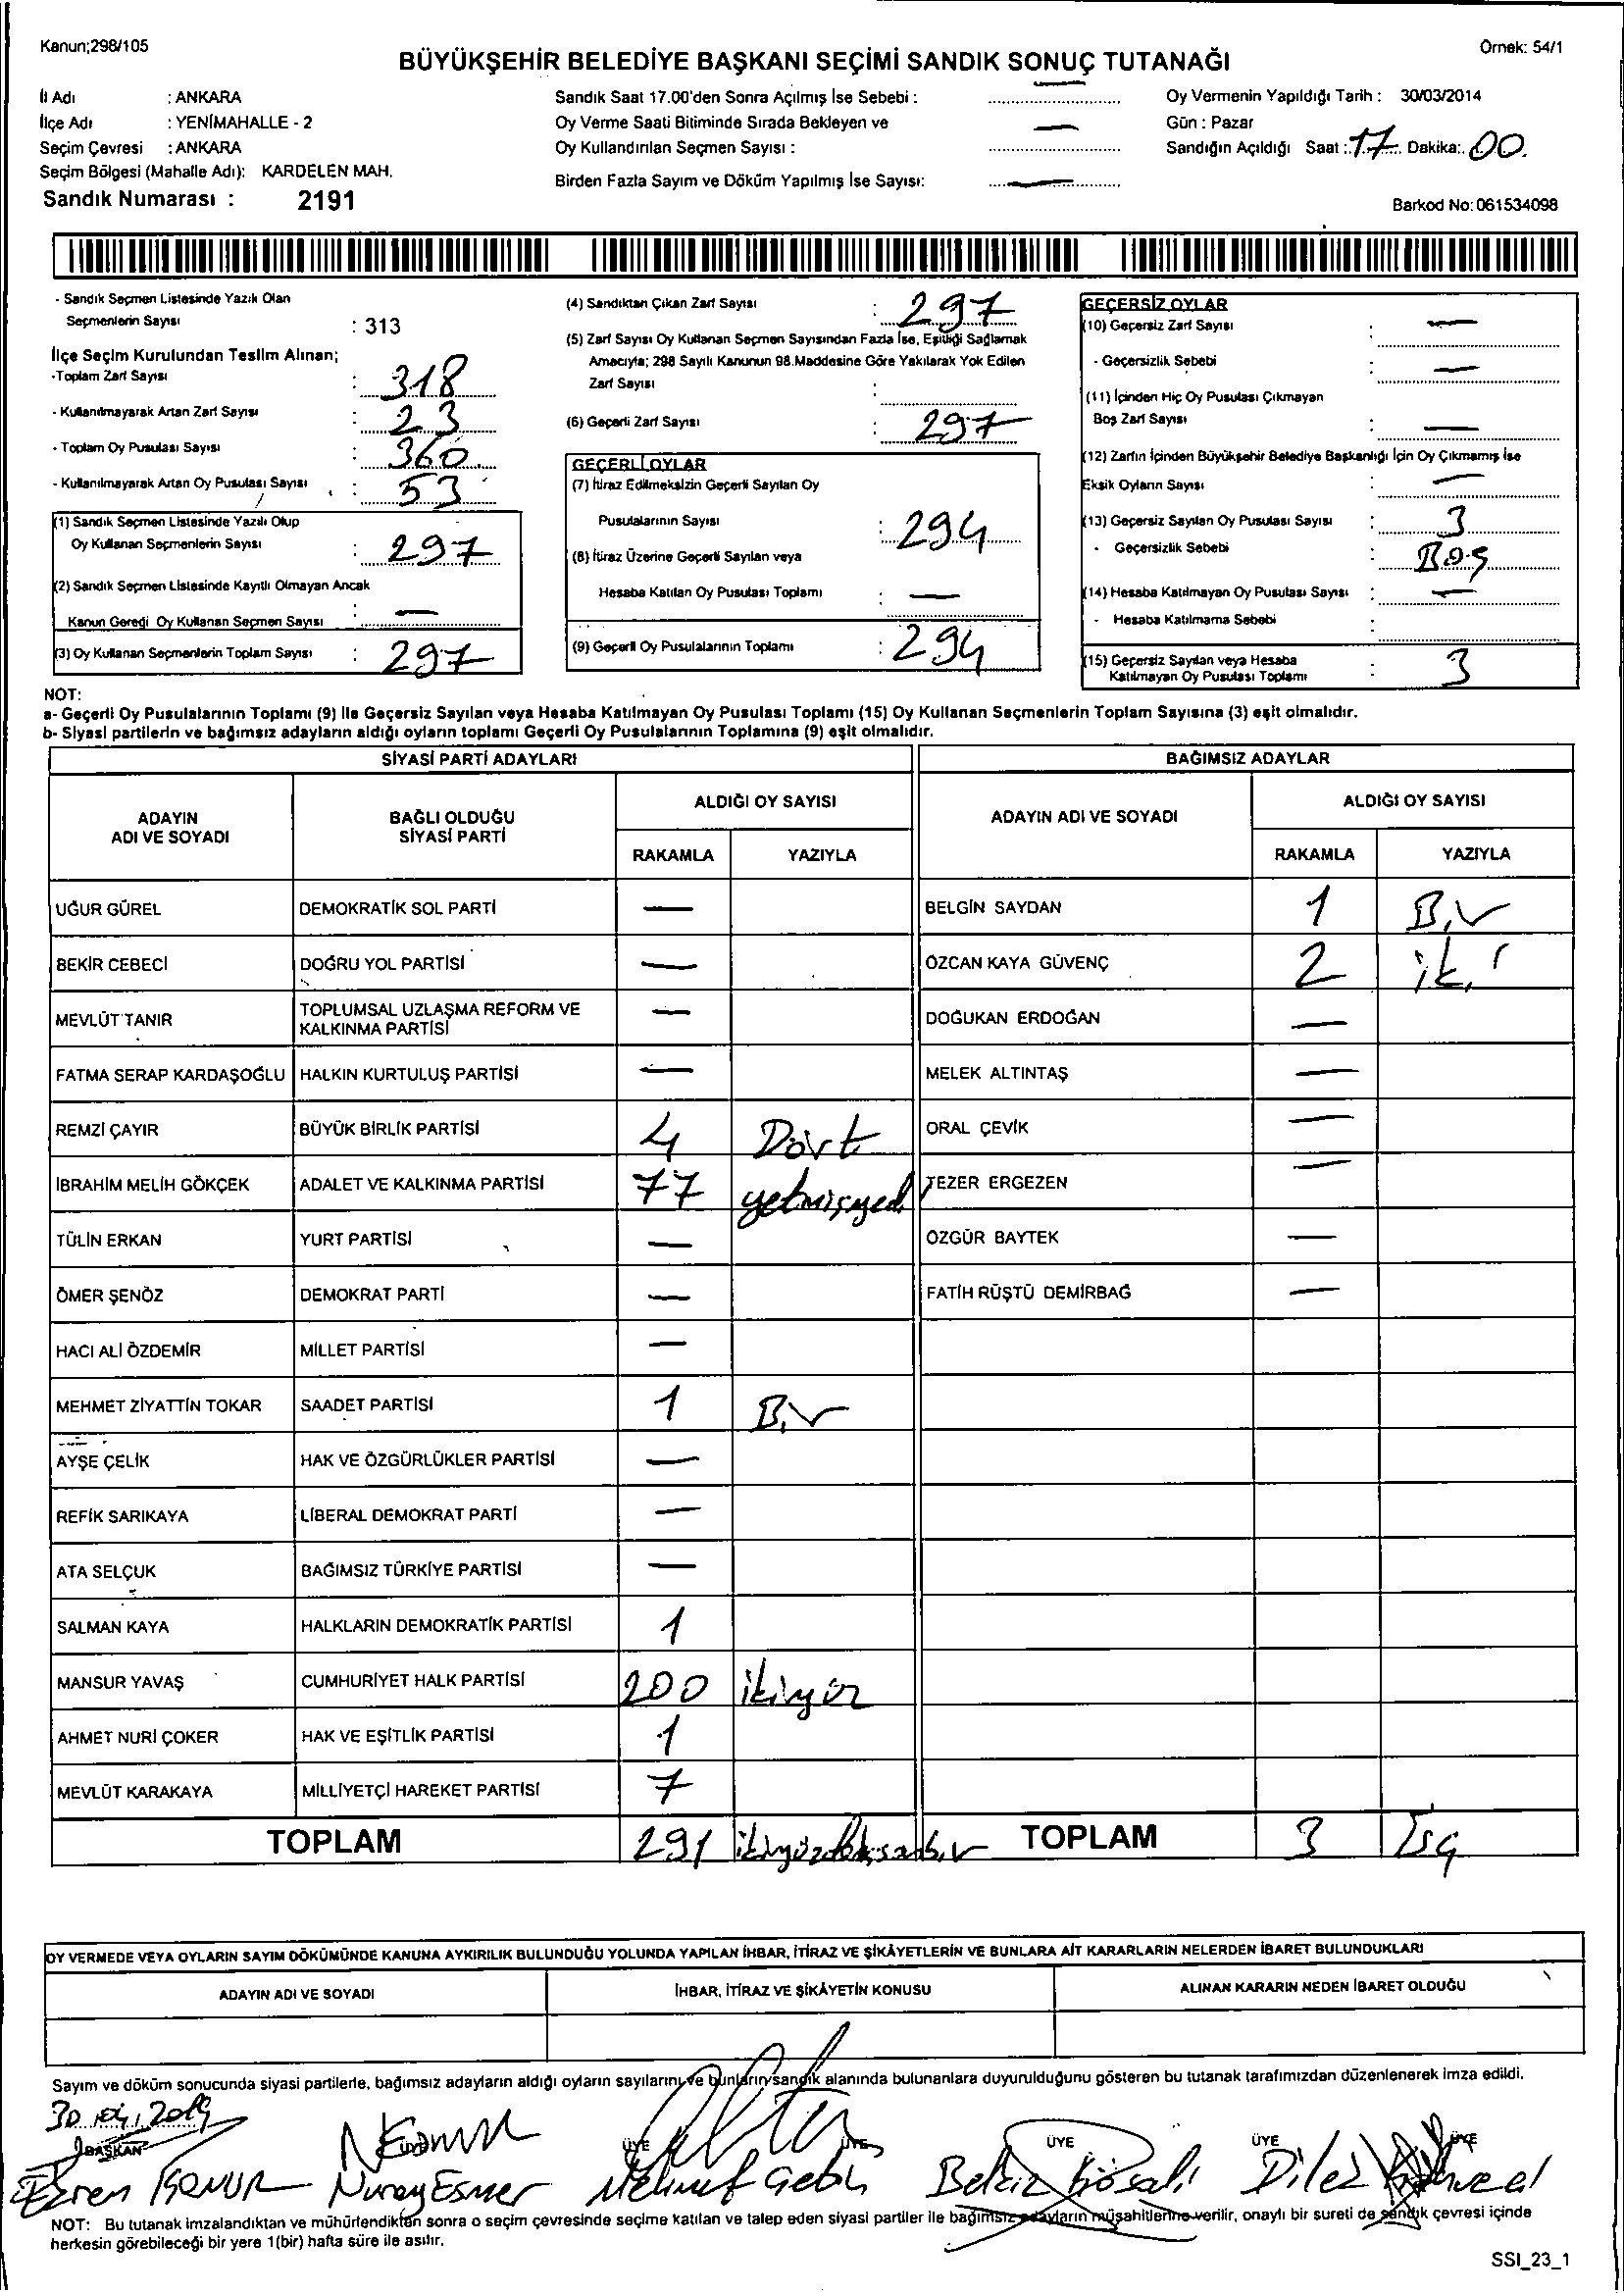 Kanun;298/105
Örnek: 54/1
BÜYÜKŞEHİR BELEDİYE BAŞKANI SEÇİMİ SANDIK SONUÇ TUTANAĞI
İl Adı : ANKARA
İlçe Adı : YENİMAHALLE - 2
Seçim Çevresi : ANKARA
Seçim Bölgesi (Mahalle Adı): KARDELEN MAH.
Sandık Numarası : 2191
Sandık Saat 17.00'den Sonra Açılmış İse Sebebi : —
Oy Verme Saati Bitiminde Sırada Bekleyen ve
Oy Kullandırılan Seçmen Sayısı : —
Birden Fazla Sayım ve Döküm Yapılmış İse Sayısı: —
Oy Vermenin Yapıldığı Tarih : 30/03/2014
Gün : Pazar
Sandığın Açıldığı Saat : 17 Dakika: 00
Barkod No: 061534098
- Sandık Seçmen Listesinde Yazılı Olan
Seçmenlerin Sayısı : 313
İlçe Seçim Kurulundan Teslim Alınan;
-Toplam Zarf Sayısı : 318
- Kullanılmayarak Artan Zarf Sayısı : 23
- Toplam Oy Pusulası Sayısı : 360
- Kullanılmayarak Artan Oy Pusulası Sayısı : 53
(1) Sandık Seçmen Listesinde Yazılı Olup
Oy Kullanan Seçmenlerin Sayısı : 297
(2) Sandık Seçmen Listesinde Kayıtlı Olmayan Ancak
Kanun Gereği Oy Kullanan Seçmen Sayısı : —
(3) Oy Kullanan Seçmenlerin Toplam Sayısı : 297
(4) Sandıktan Çıkan Zarf Sayısı : 297
(5) Zarf Sayısı Oy Kullanan Seçmen Sayısından Fazla İse, Eşitliği Sağlamak
Amacıyla; 298 Sayılı Kanunun 98.Maddesine Göre Yakılarak Yok Edilen
Zarf Sayısı :
(6) Geçerli Zarf Sayısı : 297
GEÇERLİ OYLAR
(7) İtiraz Edilmeksizin Geçerli Sayılan Oy
Pusulalarının Sayısı : 294
(8) İtiraz Üzerine Geçerli Sayılan veya
Hesaba Katılan Oy Pusulası Toplamı : —
(9) Geçerli Oy Pusulalarının Toplamı : 294
GEÇERSİZ OYLAR
(10) Geçersiz Zarf Sayısı : —
- Geçersizlik Sebebi : —
(11) İçinden Hiç Oy Pusulası Çıkmayan
Boş Zarf Sayısı : —
(12) Zarfın İçinden Büyükşehir Belediye Başkanlığı İçin Oy Çıkmamış İse
Eksik Oyların Sayısı : —
(13) Geçersiz Sayılan Oy Pusulası Sayısı : 3
- Geçersizlik Sebebi : Boş
(14) Hesaba Katılmayan Oy Pusulası Sayısı : —
- Hesaba Katılmama Sebebi :
(15) Geçersiz Sayılan veya Hesaba
Katılmayan Oy Pusulası Toplamı : 3
NOT:
a- Geçerli Oy Pusulalarının Toplamı (9) ile Geçersiz Sayılan veya Hesaba Katılmayan Oy Pusulası Toplamı (15) Oy Kullanan Seçmenlerin Toplam Sayısına (3) eşit olmalıdır.
b- Siyasi partilerin ve bağımsız adayların aldığı oyların toplamı Geçerli Oy Pusulalarının Toplamına (9) eşit olmalıdır.
SİYASİ PARTİ ADAYLARI
ADAYIN ADI VE SOYADI BAĞLI OLDUĞU SİYASİ PARTİ ALDIĞI OY SAYISI
RAKAMLA YAZIYLA
UĞUR GÜREL DEMOKRATİK SOL PARTİ —
BEKİR CEBECİ DOĞRU YOL PARTİSİ —
MEVLÜT TANIR TOPLUMSAL UZLAŞMA REFORM VE KALKINMA PARTİSİ —
FATMA SERAP KARDAŞOĞLU HALKIN KURTULUŞ PARTİSİ —
REMZİ ÇAYIR BÜYÜK BİRLİK PARTİSİ 4 Dört
İBRAHİM MELİH GÖKÇEK ADALET VE KALKINMA PARTİSİ 77 yetmişyedi
TÜLİN ERKAN YURT PARTİSİ —
ÖMER ŞENÖZ DEMOKRAT PARTİ —
HACI ALİ ÖZDEMİR MİLLET PARTİSİ —
MEHMET ZİYATTİN TOKAR SAADET PARTİSİ 1 Bir
AYŞE ÇELİK HAK VE ÖZGÜRLÜKLER PARTİSİ —
REFİK SARIKAYA LİBERAL DEMOKRAT PARTİ —
ATA SELÇUK BAĞIMSIZ TÜRKİYE PARTİSİ —
SALMAN KAYA HALKLARIN DEMOKRATİK PARTİSİ 1
MANSUR YAVAŞ CUMHURİYET HALK PARTİSİ 200 ikiyüz
AHMET NURİ ÇOKER HAK VE EŞİTLİK PARTİSİ 1
MEVLÜT KARAKAYA MİLLİYETÇİ HAREKET PARTİSİ 7
TOPLAM 291 ikiyüzdoksanbir
BAĞIMSIZ ADAYLAR
ADAYIN ADI VE SOYADI ALDIĞI OY SAYISI
RAKAMLA YAZIYLA
BELGİN SAYDAN 1 Bir
ÖZCAN KAYA GÜVENÇ 2 iki
DOĞUKAN ERDOĞAN —
MELEK ALTINTAŞ —
ORAL ÇEVİK —
TEZER ERGEZEN —
ÖZGÜR BAYTEK —
FATİH RÜŞTÜ DEMİRBAĞ —
TOPLAM 3 Üç
OY VERMEDE VEYA OYLARIN SAYIM DÖKÜMÜNDE KANUNA AYKIRILIK BULUNDUĞU YOLUNDA YAPILAN İHBAR, İTİRAZ VE ŞİKÂYETLERİN VE BUNLARA AİT KARARLARIN NELERDEN İBARET BULUNDUKLARI
ADAYIN ADI VE SOYADI İHBAR, İTİRAZ VE ŞİKÂYETİN KONUSU ALINAN KARARIN NEDEN İBARET OLDUĞU
Sayım ve döküm sonucunda siyasi partilerle, bağımsız adayların aldığı oyların sayılarını ve bunların sandık alanında bulunanlara duyurulduğunu gösteren bu tutanak tarafımızdan düzenlenerek imza edildi.
30.04.2014
BAŞKAN ÜYE ÜYE ÜYE ÜYE ÜYE
Nuray Esmer Mehmet
NOT: Bu tutanak imzalandıktan ve mühürlendikten sonra o seçim çevresinde seçime katılan ve talep eden siyasi partiler ile bağımsız adayların müşahitlerine verilir, onaylı bir sureti de sandık çevresi içinde
herkesin görebileceği bir yere 1(bir) hafta süre ile asılır.
SSI_23_1